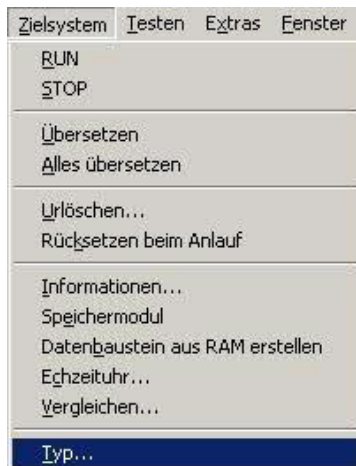 Zielsystem Testen Extras Fenster
RUN
STOP
Übersetzen
Alles übersetzen
Urlöschen...
Rücksetzen beim Anlauf
Informationen...
Speichermodul
Datenbaustein aus RAM erstellen
Echzeituhr...
Vergleichen...
Typ...